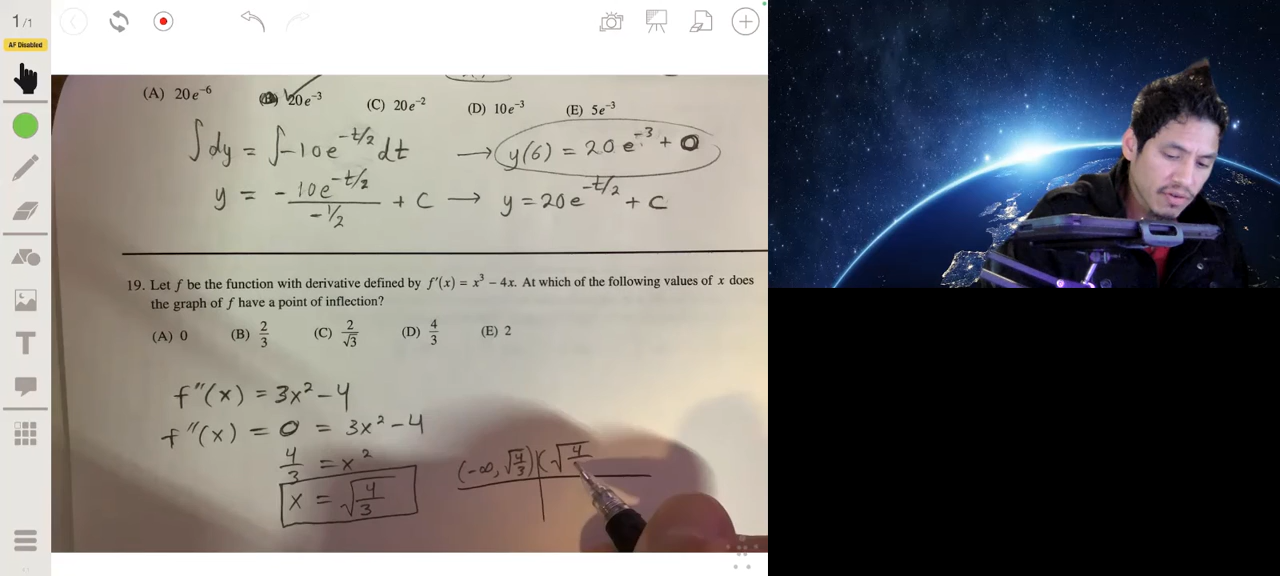 1/1
AF Disabled
(A) 20e⁻⁶ (B) 20e⁻³ (C) 20e⁻² (D) 10e⁻³ (E) 5e⁻³
∫dy = ∫-10e^(-t/2) dt → y(6) = 20e⁻³ + 0
y = -10e^(-t/2)/(-1/2) + C → y = 20e^(-t/2) + C
19. Let f be the function with derivative defined by f′(x) = x³ − 4x. At which of the following values of x does
the graph of f have a point of inflection?
(A) 0 (B) 2/3 (C) 2/√3 (D) 4/3 (E) 2
f″(x) = 3x² − 4
f″(x) = 0 = 3x² − 4
4/3 = x²
(-∞, √(4/3)) | (√4
x = √(4/3)
T